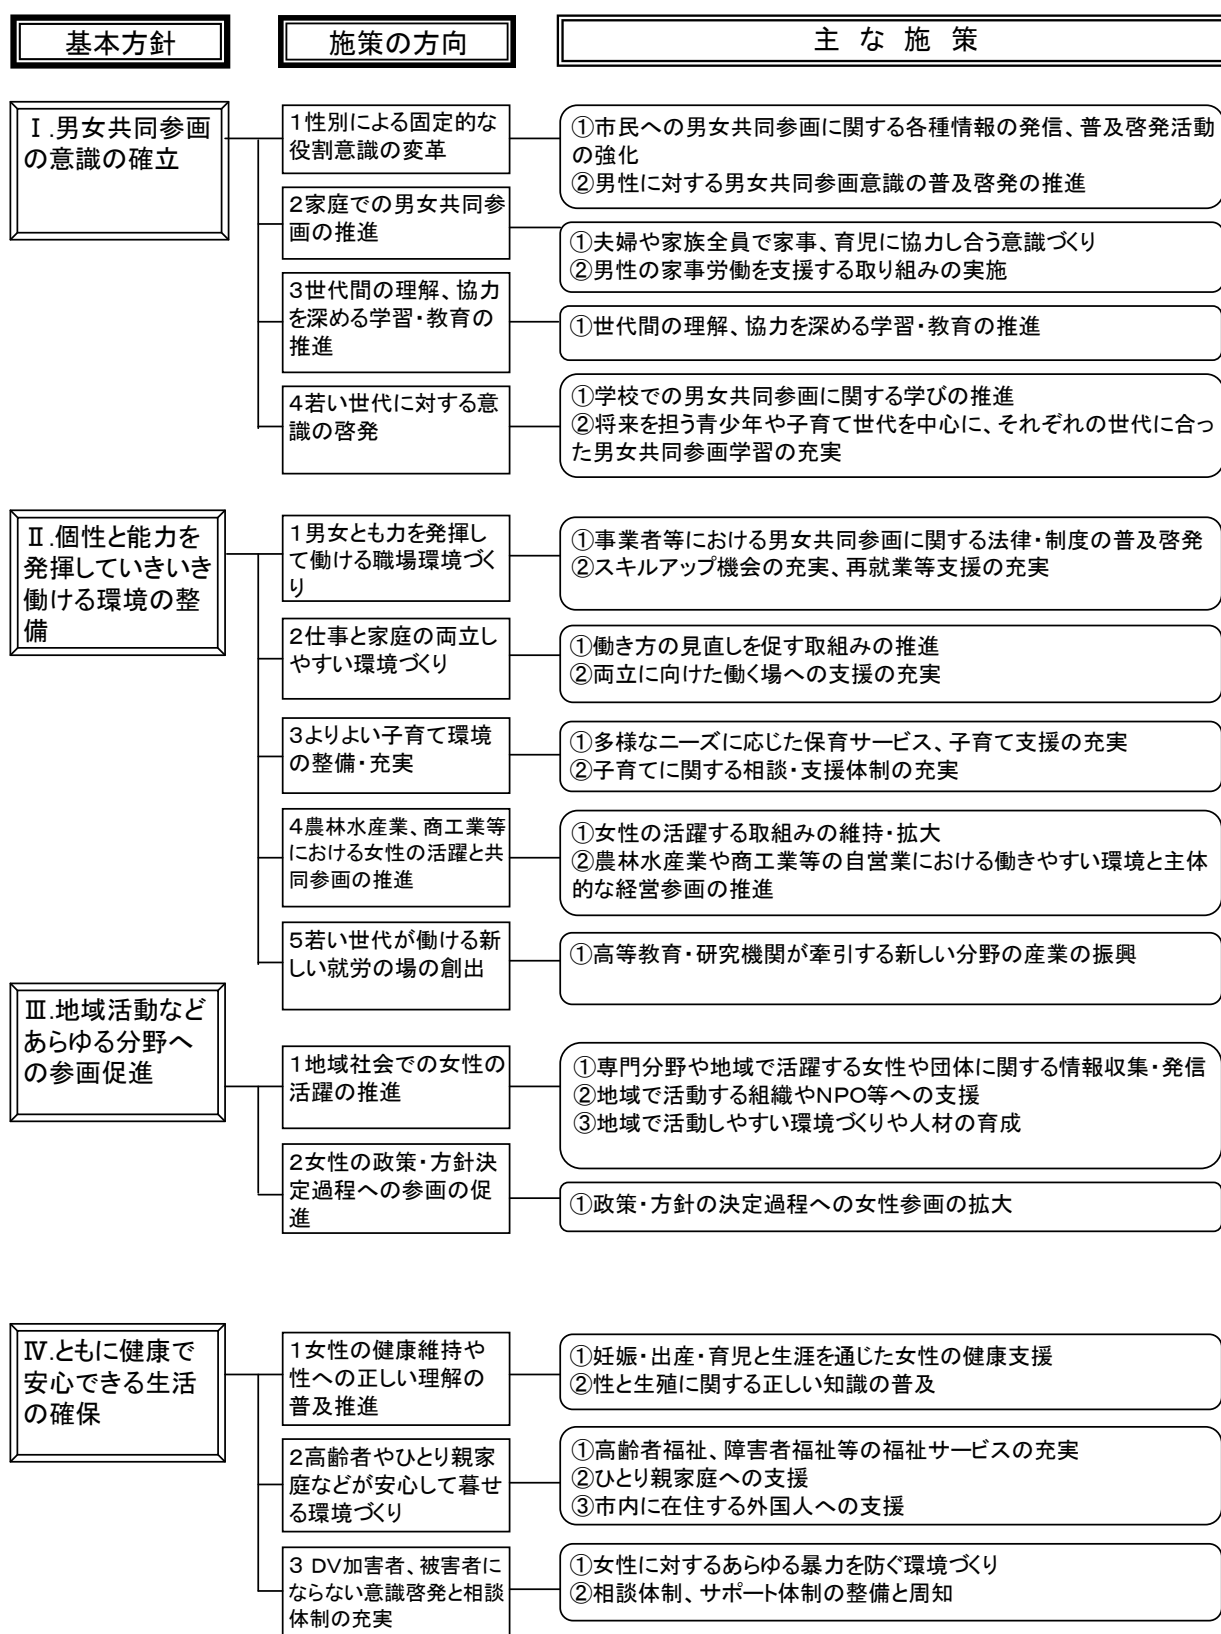 基本方針
施策の方向
主な施策
Ⅰ.男女共同参画
の意識の確立
1性別による固定的な
役割意識の変革
①市民への男女共同参画に関する各種情報の発信、普及啓発活動
の強化
②男性に対する男女共同参画意識の普及啓発の推進
2家庭での男女共同参
画の推進
①夫婦や家族全員で家事、育児に協力し合う意識づくり
②男性の家事労働を支援する取り組みの実施
3世代間の理解、協力
を深める学習・教育の
推進
①世代間の理解、協力を深める学習・教育の推進
4若い世代に対する意
識の啓発
①学校での男女共同参画に関する学びの推進
②将来を担う青少年や子育て世代を中心に、それぞれの世代に合っ
た男女共同参画学習の充実
Ⅱ.個性と能力を
発揮していきいき
働ける環境の整
備
1男女とも力を発揮し
て働ける職場環境づく
り
①事業者等における男女共同参画に関する法律・制度の普及啓発
②スキルアップ機会の充実、再就業等支援の充実
2仕事と家庭の両立し
やすい環境づくり
①働き方の見直しを促す取組みの推進
②両立に向けた働く場への支援の充実
3よりよい子育て環境
の整備・充実
①多様なニーズに応じた保育サービス、子育て支援の充実
②子育てに関する相談・支援体制の充実
4農林水産業、商工業等
における女性の活躍と共
同参画の推進
①女性の活躍する取組みの維持・拡大
②農林水産業や商工業等の自営業における働きやすい環境と主体
的な経営参画の推進
5若い世代が働ける新
しい就労の場の創出
①高等教育・研究機関が牽引する新しい分野の産業の振興
Ⅲ.地域活動など
あらゆる分野へ
の参画促進
1地域社会での女性の
活躍の推進
①専門分野や地域で活躍する女性や団体に関する情報収集・発信
②地域で活動する組織やNPO等への支援
③地域で活動しやすい環境づくりや人材の育成
2女性の政策・方針決
定過程への参画の促
進
①政策・方針の決定過程への女性参画の拡大
Ⅳ.ともに健康で
安心できる生活
の確保
1女性の健康維持や
性への正しい理解の
普及推進
①妊娠・出産・育児と生涯を通じた女性の健康支援
②性と生殖に関する正しい知識の普及
2高齢者やひとり親家
庭などが安心して暮せ
る環境づくり
①高齢者福祉、障害者福祉等の福祉サービスの充実
②ひとり親家庭への支援
③市内に在住する外国人への支援
3 DV加害者、被害者に
ならない意識啓発と相談
体制の充実
①女性に対するあらゆる暴力を防ぐ環境づくり
②相談体制、サポート体制の整備と周知